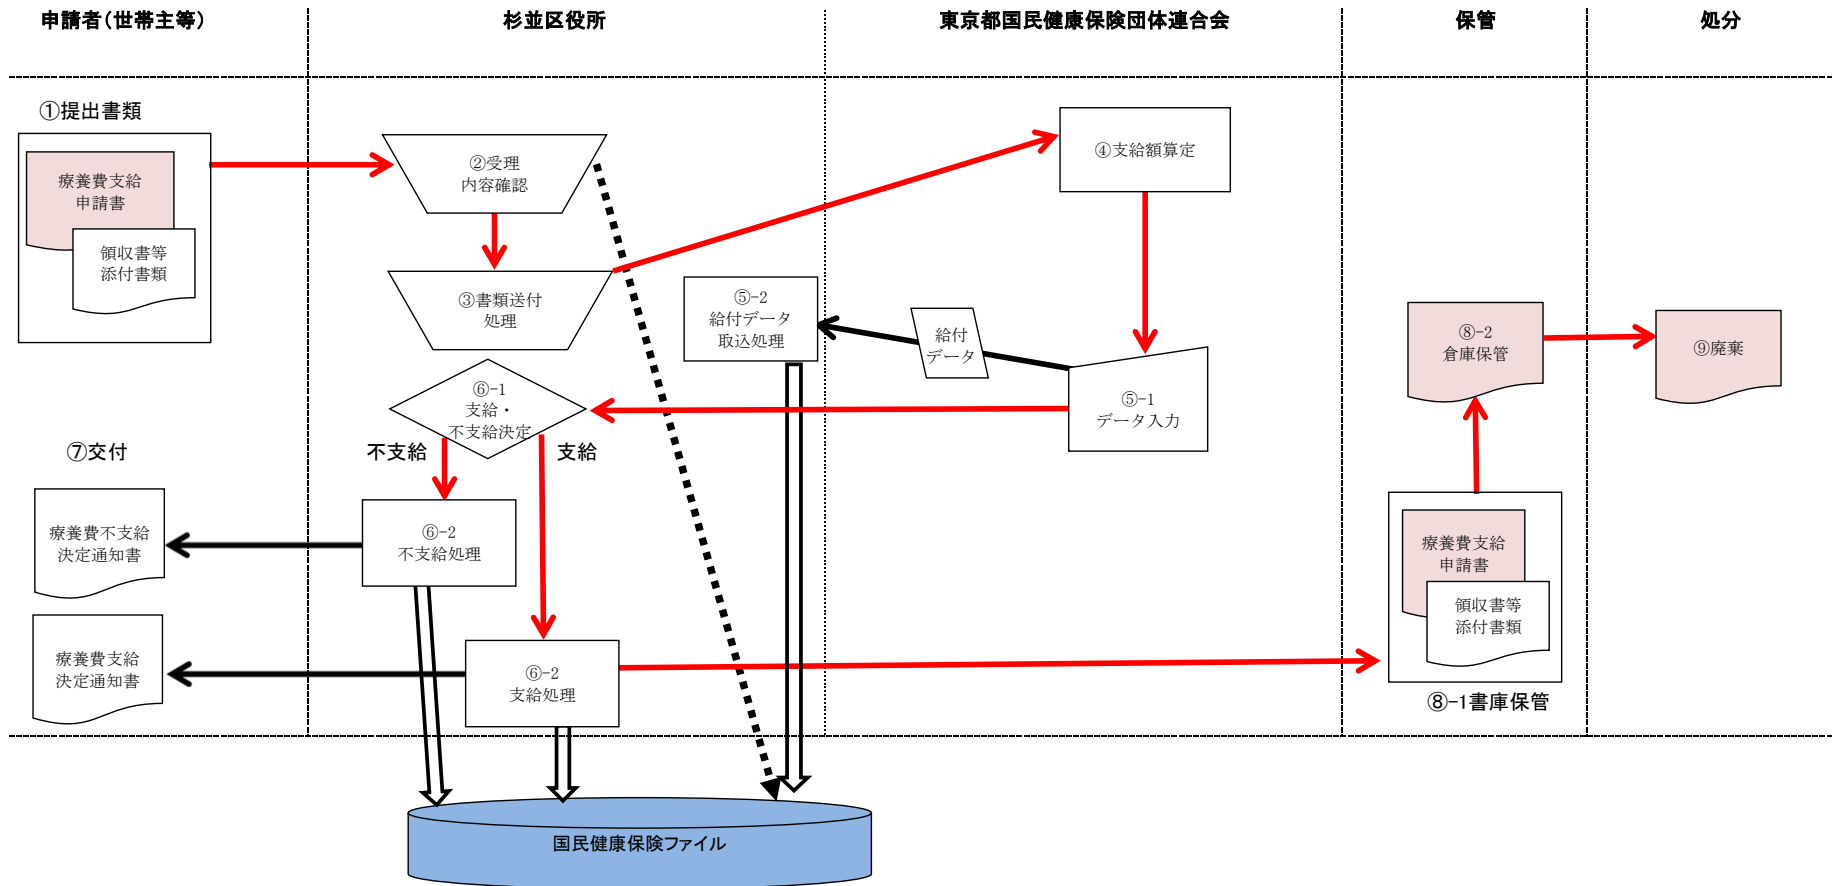 申請者(世帯主等)
杉並区役所
東京都国民健康保険団体連合会
保管
処分
①提出書類
療養費支給
申請書
領収書等
添付書類
②受理
内容確認
③書類送付
処理
④支給額算定
⑤-2
給付データ
取込処理
給付
データ
⑤-1
データ入力
⑥-1
支給・
不支給決定
不支給
支給
⑦交付
療養費不支給
決定通知書
⑥-2
不支給処理
療養費支給
決定通知書
⑥-2
支給処理
⑧-2
倉庫保管
⑨廃棄
療養費支給
申請書
領収書等
添付書類
⑧-1書庫保管
国民健康保険ファイル